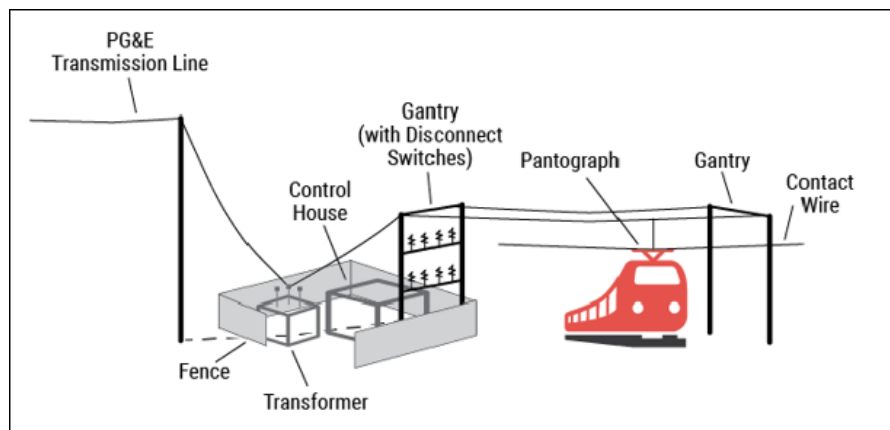 PG&E
Transmission Line
Gantry
(with Disconnect
Switches)
Pantograph
Gantry
Contact
Wire
Control
House
Fence
Transformer